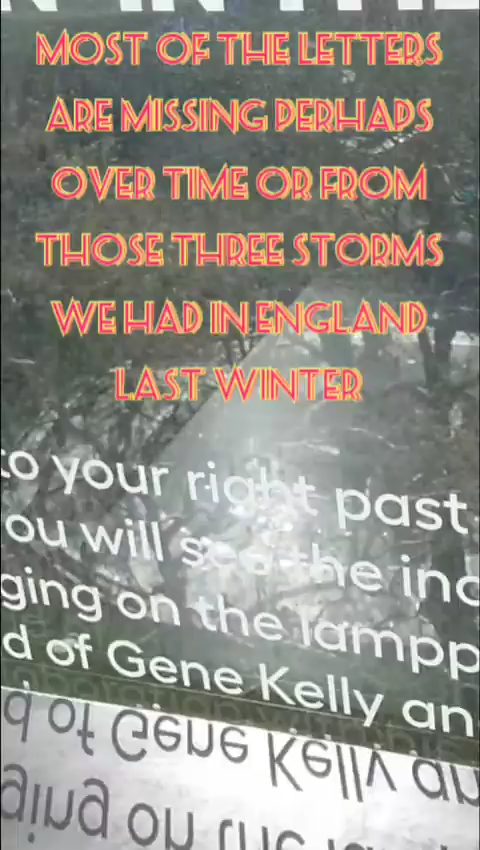 IN THE
MOST OF THE LETTERS
ARE MISSING PERHAPS
OVER TIME OR FROM
THOSE THREE STORMS
WE HAD IN ENGLAND
LAST WINTER
to your right past
ou will see the inc
ging on the lampp
d of Gene Kelly an
d of Gene Kelly an
ging on the